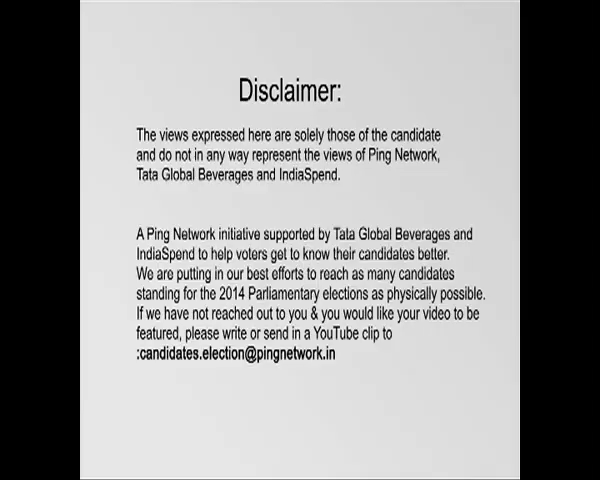 Disclaimer:
The views expressed here are solely those of the candidate
and do not in any way represent the views of Ping Network,
Tata Global Beverages and IndiaSpend.
A Ping Network initiative supported by Tata Global Beverages and
IndiaSpend to help voters get to know their candidates better.
We are putting in our best efforts to reach as many candidates
standing for the 2014 Parliamentary elections as physically possible.
If we have not reached out to you & you would like your video to be
featured, please write or send in a YouTube clip to
:candidates.election@pingnetwork.in